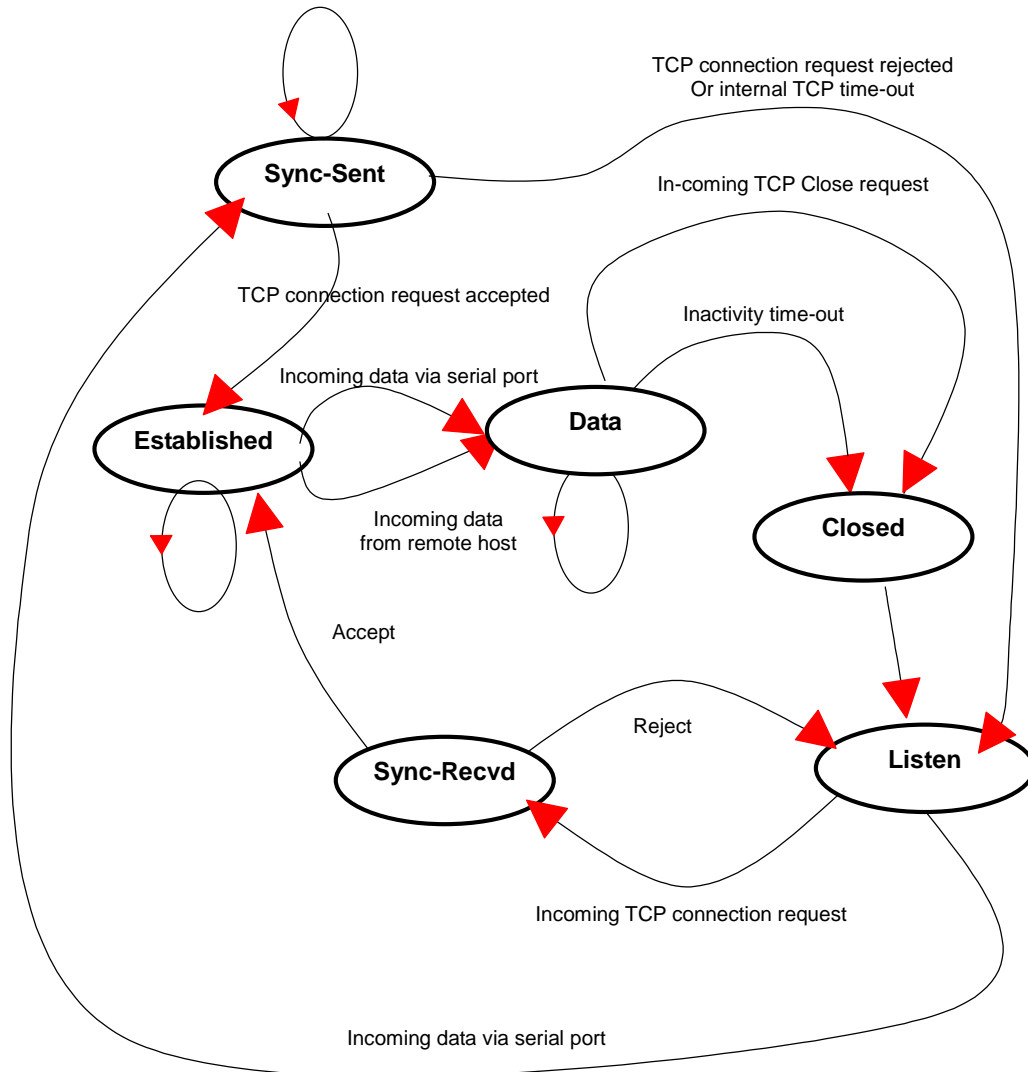 TCP connection request rejected
Or internal TCP time-out
Sync-Sent
In-coming TCP Close request
TCP connection request accepted
Inactivity time-out
Incoming data via serial port
Data
Established
Incoming data
from remote host
Closed
Accept
Reject
Sync-Recvd
Listen
Incoming TCP connection request
Incoming data via serial port